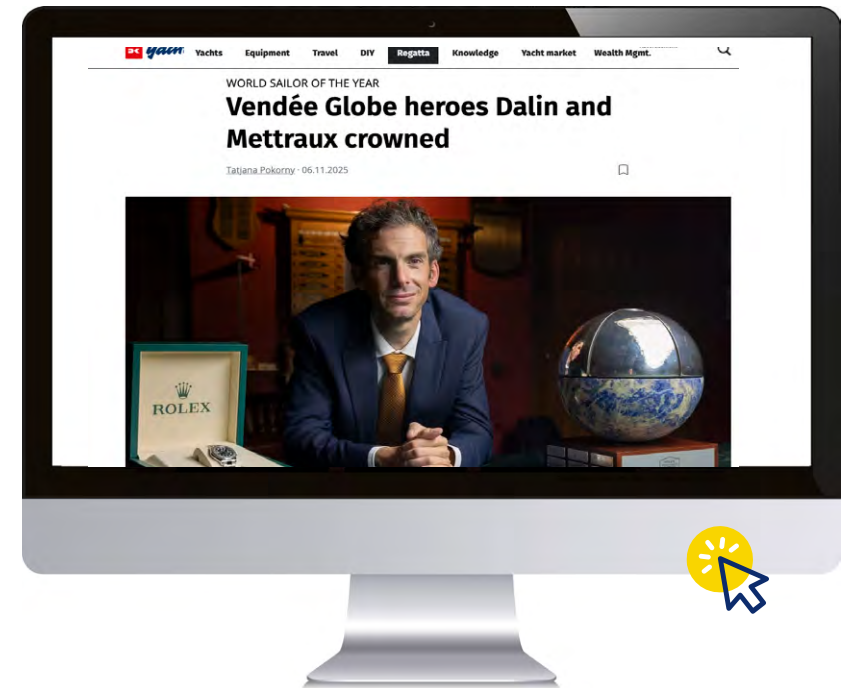 Yachts Equipment Travel DIY Regatta Knowledge Yacht market Wealth Mgmt.
WORLD SAILOR OF THE YEAR
Vendée Globe heroes Dalin and
Mettraux crowned
Tatjana Pokorny · 06.11.2025
ROLEX